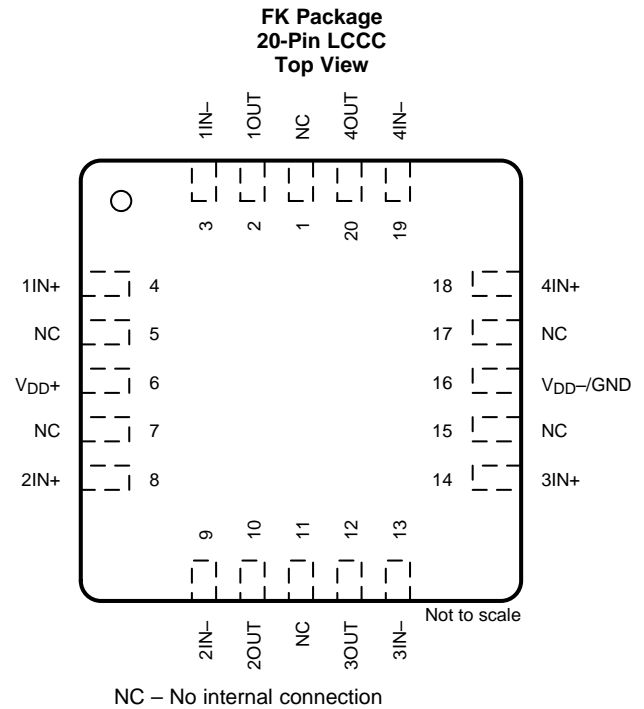 FK Package
20-Pin LCCC
Top View
1IN–
1OUT
NC
4OUT
4IN–
3
2
1
20
19
1IN+ 4 18 4IN+
NC 5 17 NC
VDD+ 6 16 VDD–/GND
NC 7 15 NC
2IN+ 8 14 3IN+
9
10
11
12
13
2IN–
2OUT
NC
3OUT
3IN–
Not to scale
NC – No internal connection